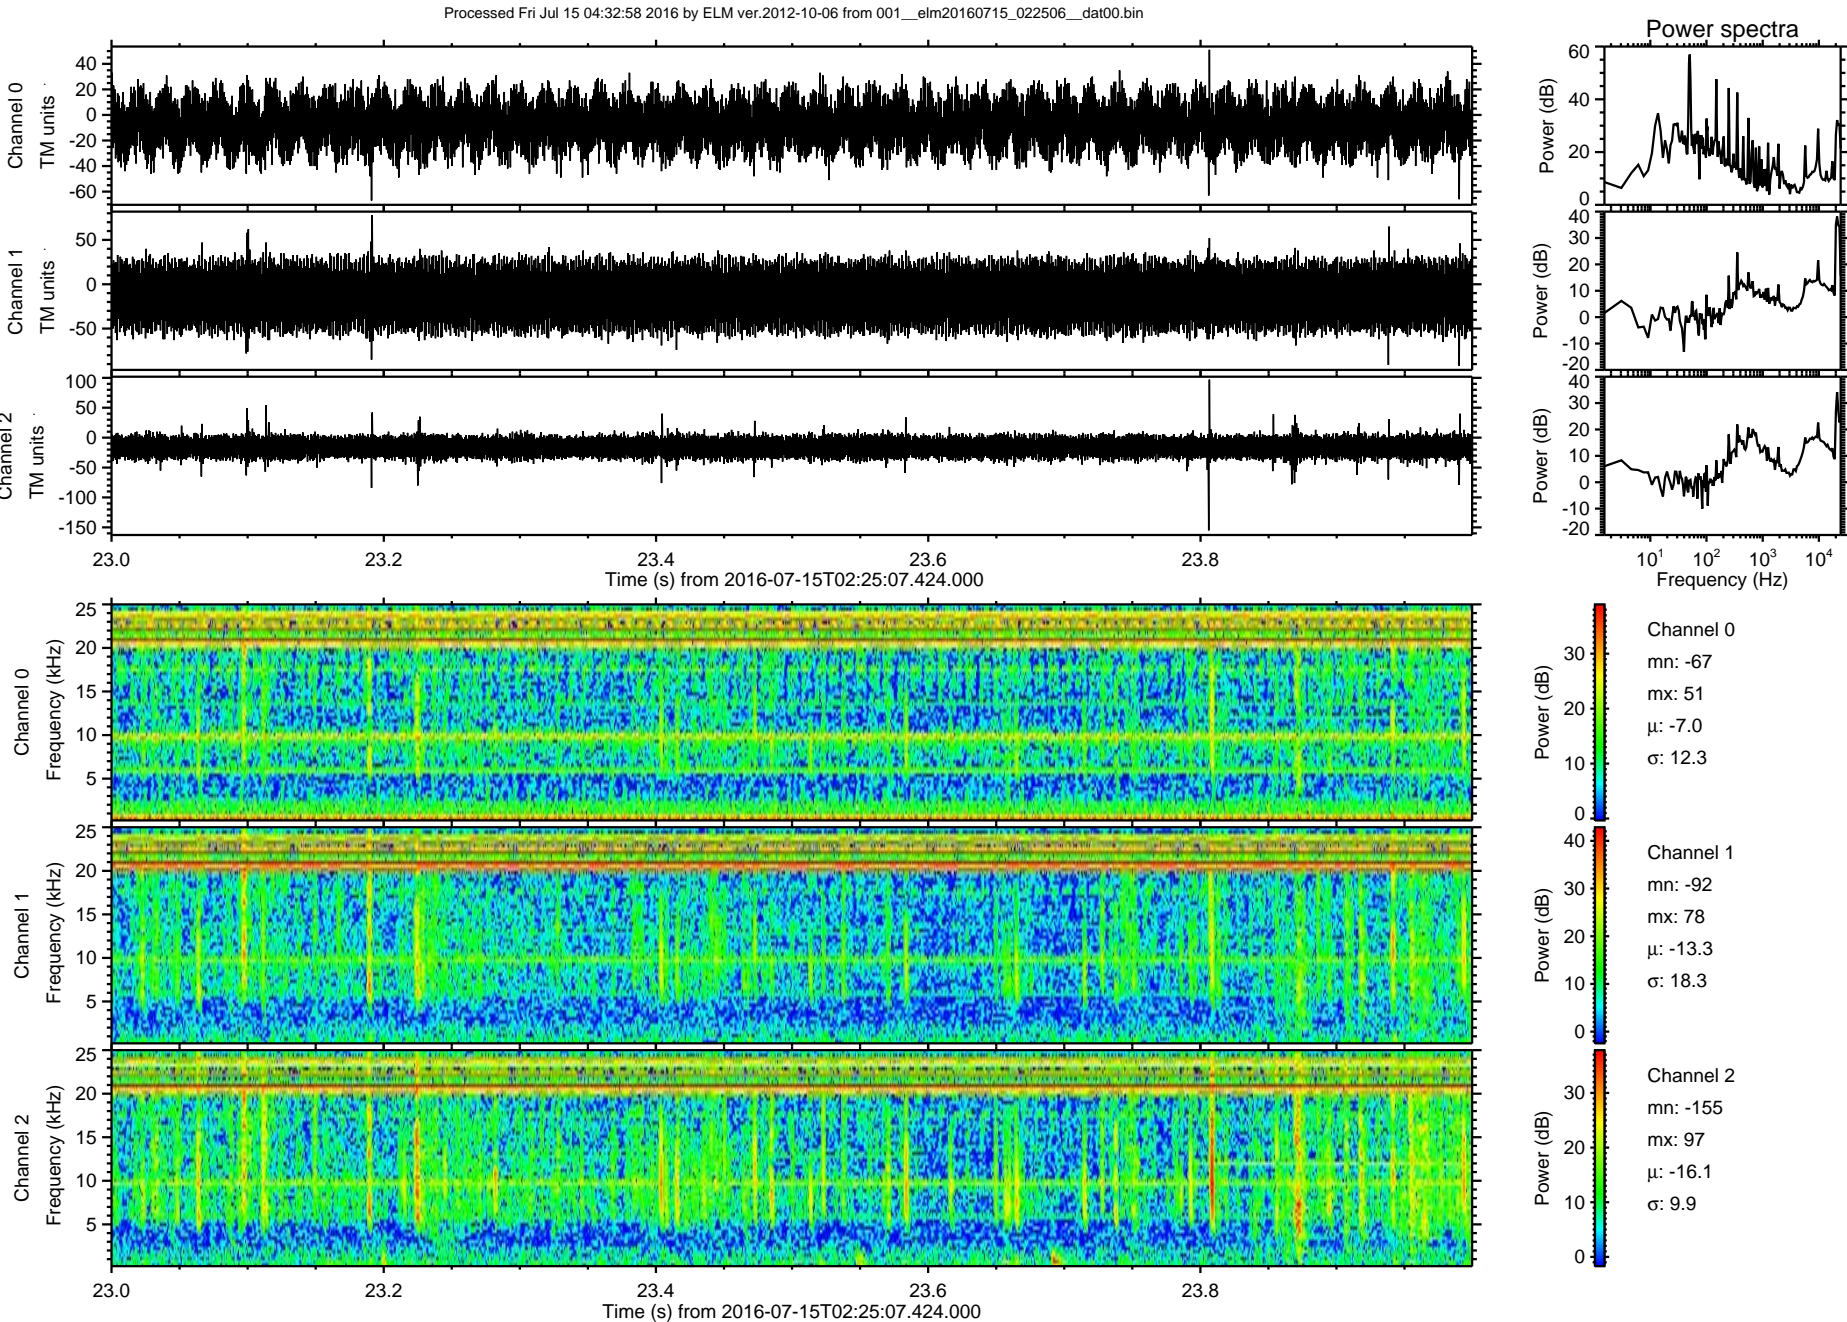 Processed Fri Jul 15 04:32:58 2016 by ELM ver.2012-10-06 from 001__elm20160715_022506__dat00.bin
Power spectra
Channel 0
TM units
40
20
0
-20
-40
-60
Power (dB)
60
40
20
0
Channel 1
TM units
50
0
-50
Power (dB)
40
30
20
10
0
-10
-20
Channel 2
TM units
100
50
0
-50
-100
-150
Power (dB)
40
30
20
10
0
-10
-20
23.0 23.2 23.4 23.6 23.8
Time (s) from 2016-07-15T02:25:07.424.000
10^1 10^2 10^3 10^4
Frequency (Hz)
Channel 0
Frequency (kHz)
25
20
15
10
5
Power (dB)
30
20
10
0
Channel 0
mn: -67
mx: 51
μ: -7.0
σ: 12.3
Channel 1
Frequency (kHz)
25
20
15
10
5
Power (dB)
40
30
20
10
0
Channel 1
mn: -92
mx: 78
μ: -13.3
σ: 18.3
Channel 2
Frequency (kHz)
25
20
15
10
5
Power (dB)
30
20
10
0
Channel 2
mn: -155
mx: 97
μ: -16.1
σ: 9.9
23.0 23.2 23.4 23.6 23.8
Time (s) from 2016-07-15T02:25:07.424.000